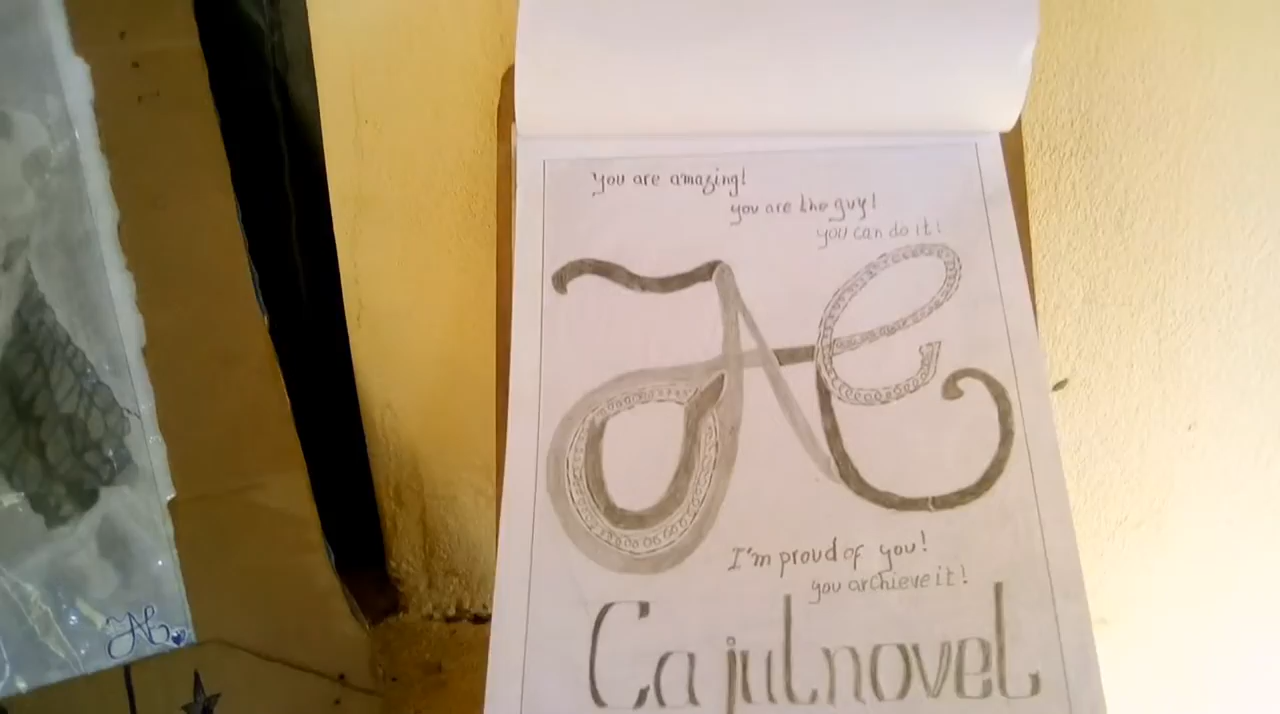 you are amazing!
you are the guy!
you can do it!
I'm proud of you!
you archieve it!
Cajulnovel